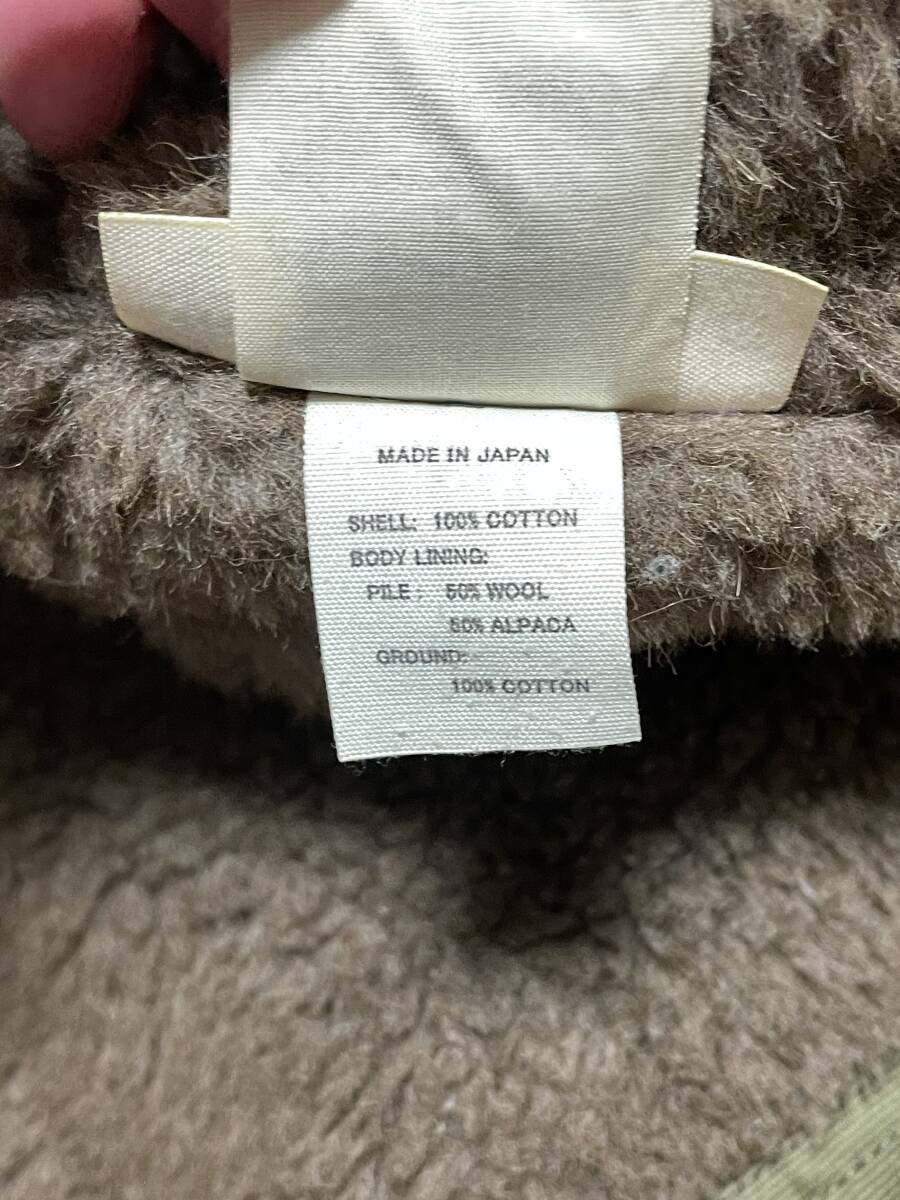 MADE IN JAPAN
SHELL: 100% COTTON
BODY LINING:
PILE: 50% WOOL
50% ALPACA
GROUND:
100% COTTON